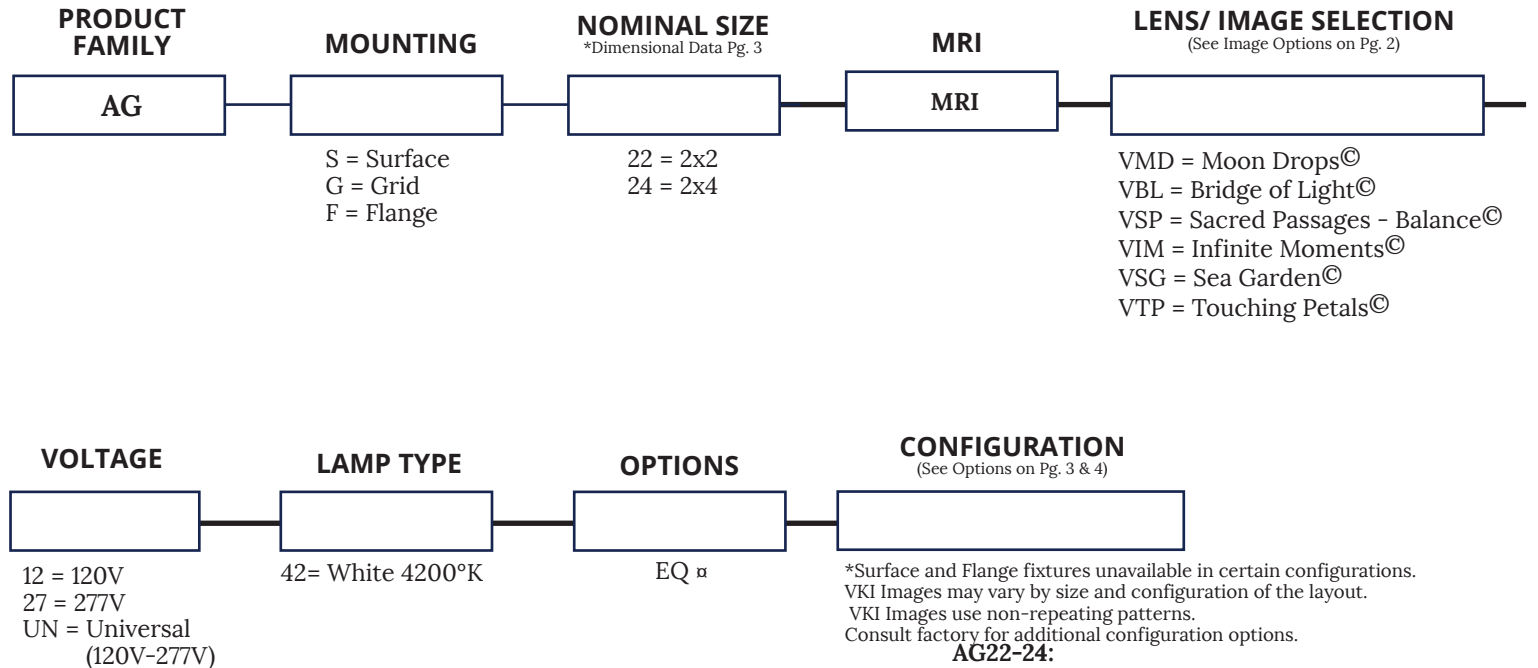 PRODUCT FAMILY
AG
MOUNTING
S = Surface
G = Grid
F = Flange
NOMINAL SIZE
*Dimensional Data Pg. 3
22 = 2x2
24 = 2x4
MRI
MRI
LENS/ IMAGE SELECTION
(See Image Options on Pg. 2)
VMD = Moon Drops©
VBL = Bridge of Light©
VSP = Sacred Passages - Balance©
VIM = Infinite Moments©
VSG = Sea Garden©
VTP = Touching Petals©
VOLTAGE
12 = 120V
27 = 277V
UN = Universal
(120V-277V)
LAMP TYPE
42= White 4200°K
OPTIONS
EQ ¤
CONFIGURATION
(See Options on Pg. 3 & 4)
*Surface and Flange fixtures unavailable in certain configurations.
VKI Images may vary by size and configuration of the layout.
VKI Images use non-repeating patterns.
Consult factory for additional configuration options.
AG22-24: